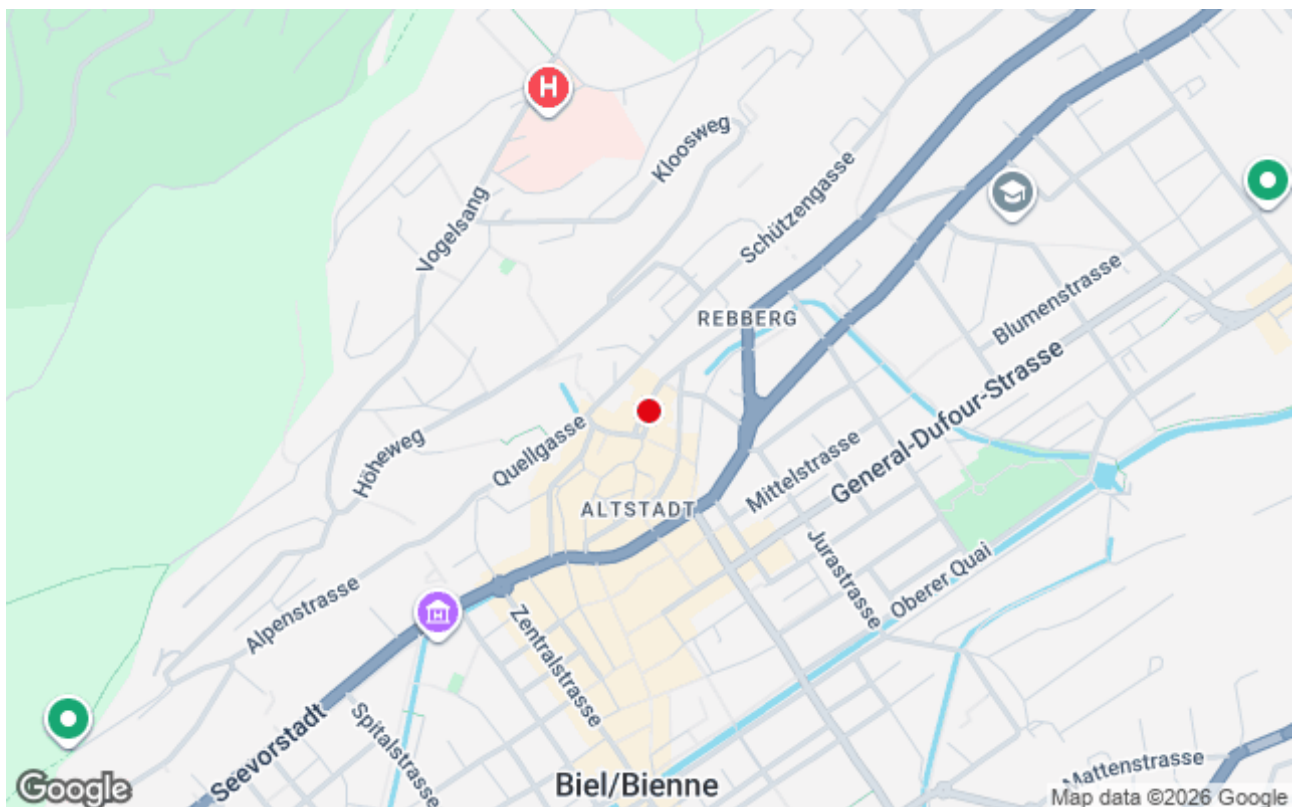 H
Kloosweg
Vogelsang
Schützengasse
REBBERG
Blumenstrasse
General-Dufour-Strasse
Höheweg
Quellgasse
Mittelstrasse
ALTSTADT
Jurastrasse
Oberer Quai
Alpenstrasse
Zentralstrasse
Seevorstadt
Spitalstrasse
Biel/Bienne
Mattenstrasse
Google
Map data ©2026 Google